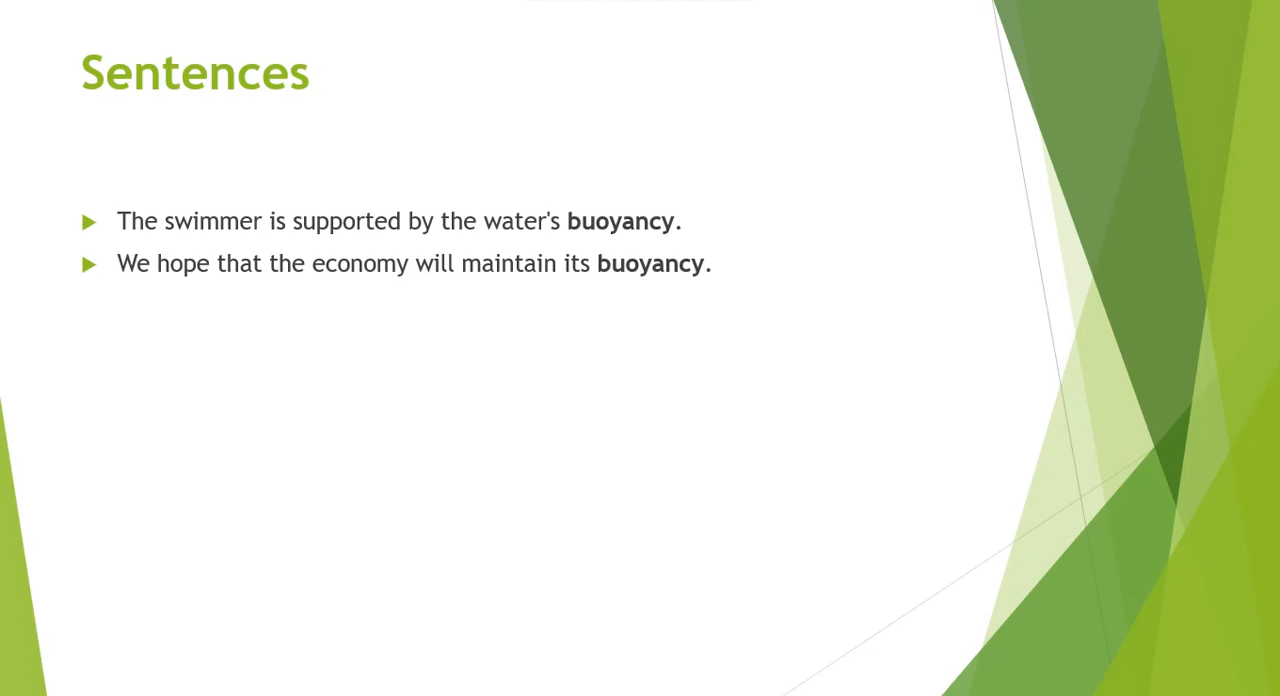 Sentences
The swimmer is supported by the water's buoyancy.
We hope that the economy will maintain its buoyancy.